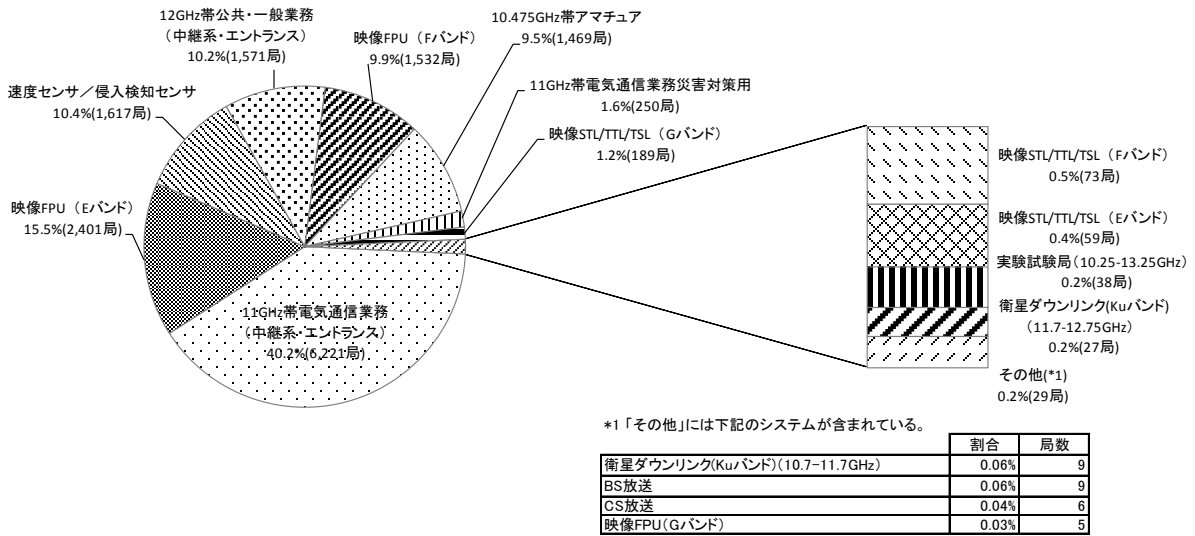 12GHz帯公共・一般業務
（中継系・エントランス）
10.2%(1,571局)
映像FPU（Fバンド）
9.9%(1,532局)
10.475GHz帯アマチュア
9.5%(1,469局)
11GHz帯電気通信業務災害対策用
1.6%(250局)
映像STL/TTL/TSL（Gバンド）
1.2%(189局)
速度センサ／侵入検知センサ
10.4%(1,617局)
映像FPU（Eバンド）
15.5%(2,401局)
11GHz帯電気通信業務
（中継系・エントランス）
40.2%(6,221局)
映像STL/TTL/TSL（Fバンド）
0.5%(73局)
映像STL/TTL/TSL（Eバンド）
0.4%(59局)
実験試験局（10.25-13.25GHz）
0.2%(38局)
衛星ダウンリンク(Kuバンド)
（11.7-12.75GHz）
0.2%(27局)
その他(*1)
0.2%(29局)
*1 「その他」には下記のシステムが含まれている。
割合 局数
衛星ダウンリンク(Kuバンド)(10.7-11.7GHz) 0.06% 9
BS放送 0.06% 9
CS放送 0.04% 6
映像FPU(Gバンド) 0.03% 5